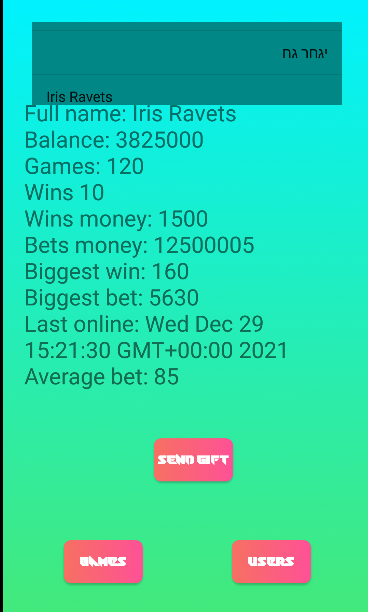 יגחר גח
Iris Ravets
Full name: Iris Ravets
Balance: 3825000
Games: 120
Wins 10
Wins money: 1500
Bets money: 12500005
Biggest win: 160
Biggest bet: 5630
Last online: Wed Dec 29
15:21:30 GMT+00:00 2021
Average bet: 85
SEND GIFT
GAMES
USERS